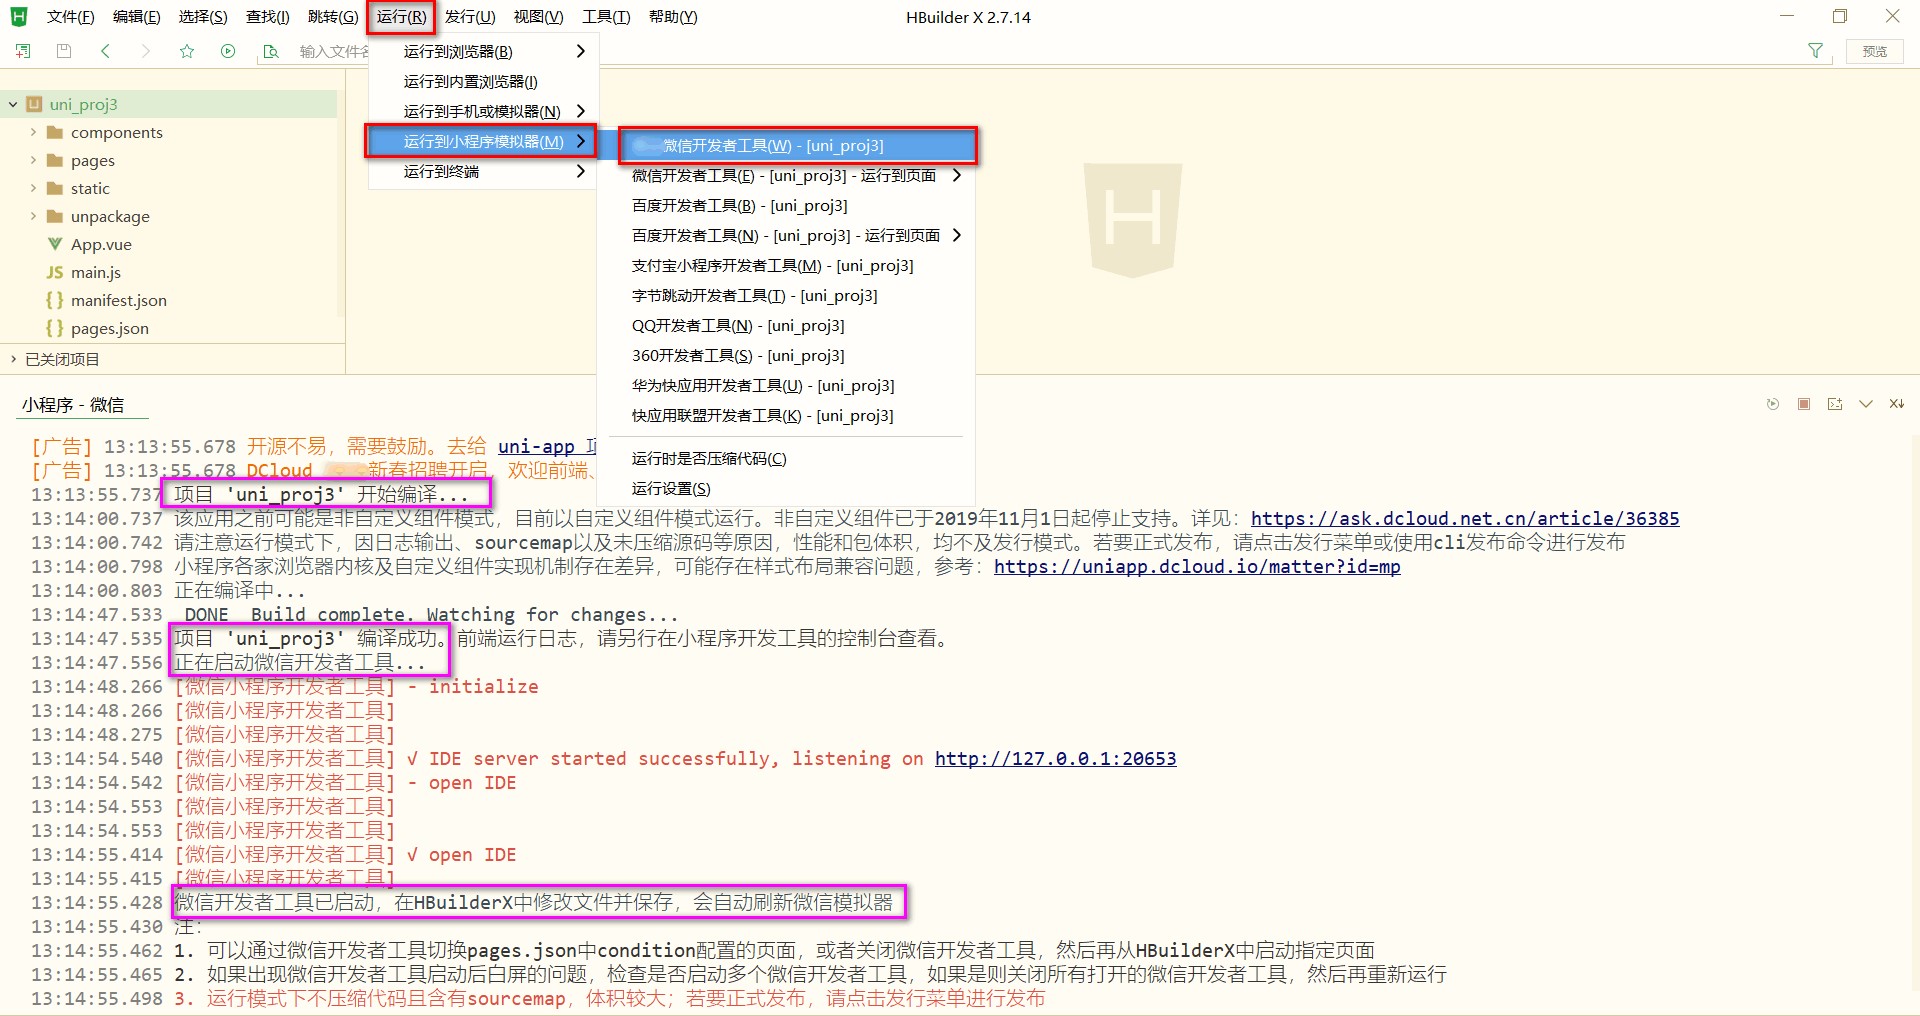 文件(F) 编辑(E) 选择(S) 查找(I) 跳转(G) 运行(R) 发行(U) 视图(V) 工具(T) 帮助(Y) HBuilder X 2.7.14
输入文件名
预览
运行到浏览器(B)
运行到内置浏览器(I)
运行到手机或模拟器(N)
运行到小程序模拟器(M)
运行到终端
微信开发者工具(W) - [uni_proj3]
微信开发者工具(E) - [uni_proj3] - 运行到页面
百度开发者工具(B) - [uni_proj3]
百度开发者工具(N) - [uni_proj3] - 运行到页面
支付宝小程序开发者工具(M) - [uni_proj3]
字节跳动开发者工具(T) - [uni_proj3]
QQ开发者工具(N) - [uni_proj3]
360开发者工具(S) - [uni_proj3]
华为快应用开发者工具(U) - [uni_proj3]
快应用联盟开发者工具(K) - [uni_proj3]
运行时是否压缩代码(C)
运行设置(S)
uni_proj3
components
pages
static
unpackage
App.vue
JS main.js
{ } manifest.json
{ } pages.json
已关闭项目
小程序 - 微信
[广告] 13:13:55.678 开源不易，需要鼓励。去给 uni-app 项
[广告] 13:13:55.678 DCloud 新春招聘开启，欢迎前端、
13:13:55.737 项目 'uni_proj3' 开始编译...
13:14:00.737 该应用之前可能是非自定义组件模式，目前以自定义组件模式运行。非自定义组件已于2019年11月1日起停止支持。详见：https://ask.dcloud.net.cn/article/36385
13:14:00.742 请注意运行模式下，因日志输出、sourcemap以及未压缩源码等原因，性能和包体积，均不及发行模式。若要正式发布，请点击发行菜单或使用cli发布命令进行发布
13:14:00.798 小程序各家浏览器内核及自定义组件实现机制存在差异，可能存在样式布局兼容问题，参考：https://uniapp.dcloud.io/matter?id=mp
13:14:00.803 正在编译中...
13:14:47.533 DONE Build complete. Watching for changes...
13:14:47.535 项目 'uni_proj3' 编译成功。前端运行日志，请另行在小程序开发工具的控制台查看。
13:14:47.556 正在启动微信开发者工具...
13:14:48.266 [微信小程序开发者工具] - initialize
13:14:48.266 [微信小程序开发者工具]
13:14:48.275 [微信小程序开发者工具]
13:14:54.540 [微信小程序开发者工具] √ IDE server started successfully, listening on http://127.0.0.1:20653
13:14:54.542 [微信小程序开发者工具] - open IDE
13:14:54.553 [微信小程序开发者工具]
13:14:54.553 [微信小程序开发者工具]
13:14:55.414 [微信小程序开发者工具] √ open IDE
13:14:55.415 [微信小程序开发者工具]
13:14:55.428 微信开发者工具已启动，在HBuilderX中修改文件并保存，会自动刷新微信模拟器
13:14:55.430 注：
13:14:55.462 1. 可以通过微信开发者工具切换pages.json中condition配置的页面，或者关闭微信开发者工具，然后再从HBuilderX中启动指定页面
13:14:55.465 2. 如果出现微信开发者工具启动后白屏的问题，检查是否启动多个微信开发者工具，如果是则关闭所有打开的微信开发者工具，然后再重新运行
13:14:55.498 3. 运行模式下不压缩代码且含有sourcemap，体积较大；若要正式发布，请点击发行菜单进行发布